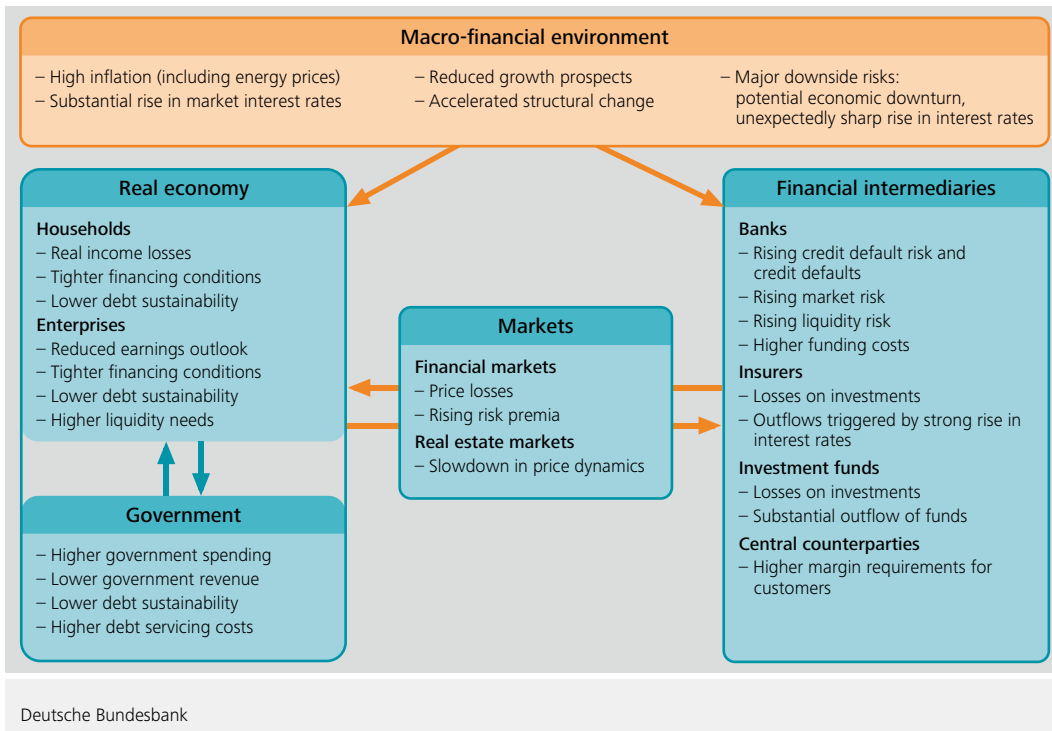 Macro-financial environment
– High inflation (including energy prices)
– Substantial rise in market interest rates
– Reduced growth prospects
– Accelerated structural change
– Major downside risks:
potential economic downturn,
unexpectedly sharp rise in interest rates
Real economy
Households
– Real income losses
– Tighter financing conditions
– Lower debt sustainability
Enterprises
– Reduced earnings outlook
– Tighter financing conditions
– Lower debt sustainability
– Higher liquidity needs
Government
– Higher government spending
– Lower government revenue
– Lower debt sustainability
– Higher debt servicing costs
Markets
Financial markets
– Price losses
– Rising risk premia
Real estate markets
– Slowdown in price dynamics
Financial intermediaries
Banks
– Rising credit default risk and
credit defaults
– Rising market risk
– Rising liquidity risk
– Higher funding costs
Insurers
– Losses on investments
– Outflows triggered by strong rise in
interest rates
Investment funds
– Losses on investments
– Substantial outflow of funds
Central counterparties
– Higher margin requirements for
customers
Deutsche Bundesbank